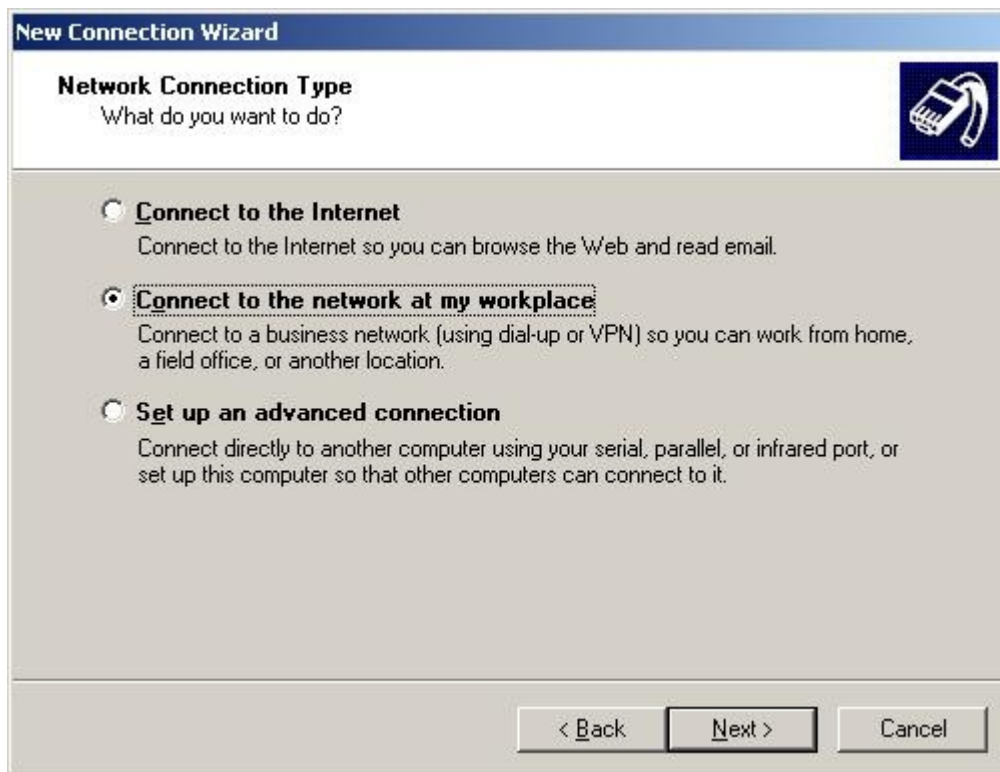 New Connection Wizard
Network Connection Type
What do you want to do?
Connect to the Internet
Connect to the Internet so you can browse the Web and read email.
Connect to the network at my workplace
Connect to a business network (using dial-up or VPN) so you can work from home,
a field office, or another location.
Set up an advanced connection
Connect directly to another computer using your serial, parallel, or infrared port, or
set up this computer so that other computers can connect to it.
< Back Next > Cancel